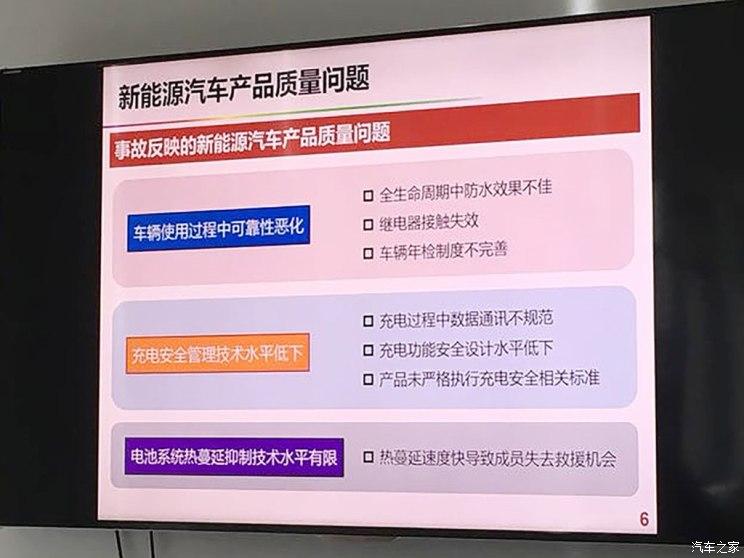 新能源汽车产品质量问题
事故反映的新能源汽车产品质量问题
车辆使用过程中可靠性恶化
全生命周期中防水效果不佳
继电器接触失效
车辆年检制度不完善
充电安全管理技术水平低下
充电过程中数据通讯不规范
充电功能安全设计水平低下
产品未严格执行充电安全相关标准
电池系统热蔓延抑制技术水平有限
热蔓延速度快导致成员失去救援机会
6
汽车之家